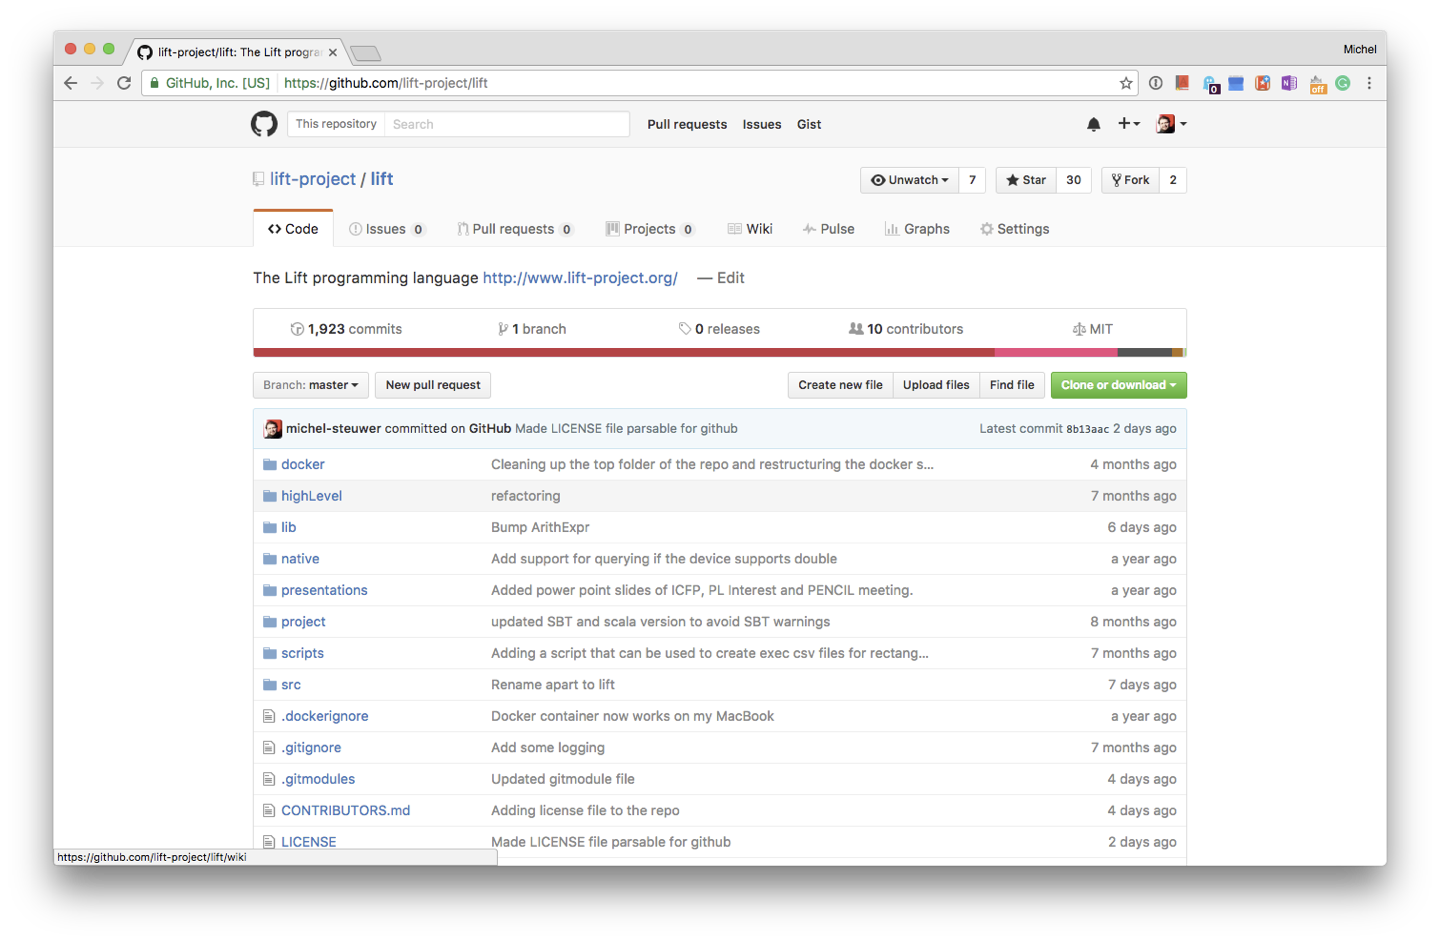 lift-project/lift: The Lift progra
Michel
GitHub, Inc. [US] https://github.com/lift-project/lift
0
off
This repository Search Pull requests Issues Gist
lift-project / lift
Unwatch 7 Star 30 Fork 2
Code Issues 0 Pull requests 0 Projects 0 Wiki Pulse Graphs Settings
The Lift programming language http://www.lift-project.org/ — Edit
1,923 commits 1 branch 0 releases 10 contributors MIT
Branch: master New pull request Create new file Upload files Find file Clone or download
michel-steuwer committed on GitHub Made LICENSE file parsable for github Latest commit 8b13aac 2 days ago
docker Cleaning up the top folder of the repo and restructuring the docker s... 4 months ago
highLevel refactoring 7 months ago
lib Bump ArithExpr 6 days ago
native Add support for querying if the device supports double a year ago
presentations Added power point slides of ICFP, PL Interest and PENCIL meeting. a year ago
project updated SBT and scala version to avoid SBT warnings 8 months ago
scripts Adding a script that can be used to create exec csv files for rectang... 7 months ago
src Rename apart to lift 7 days ago
.dockerignore Docker container now works on my MacBook a year ago
.gitignore Add some logging 7 months ago
.gitmodules Updated gitmodule file 4 days ago
CONTRIBUTORS.md Adding license file to the repo 4 days ago
LICENSE Made LICENSE file parsable for github 2 days ago
https://github.com/lift-project/lift/wiki